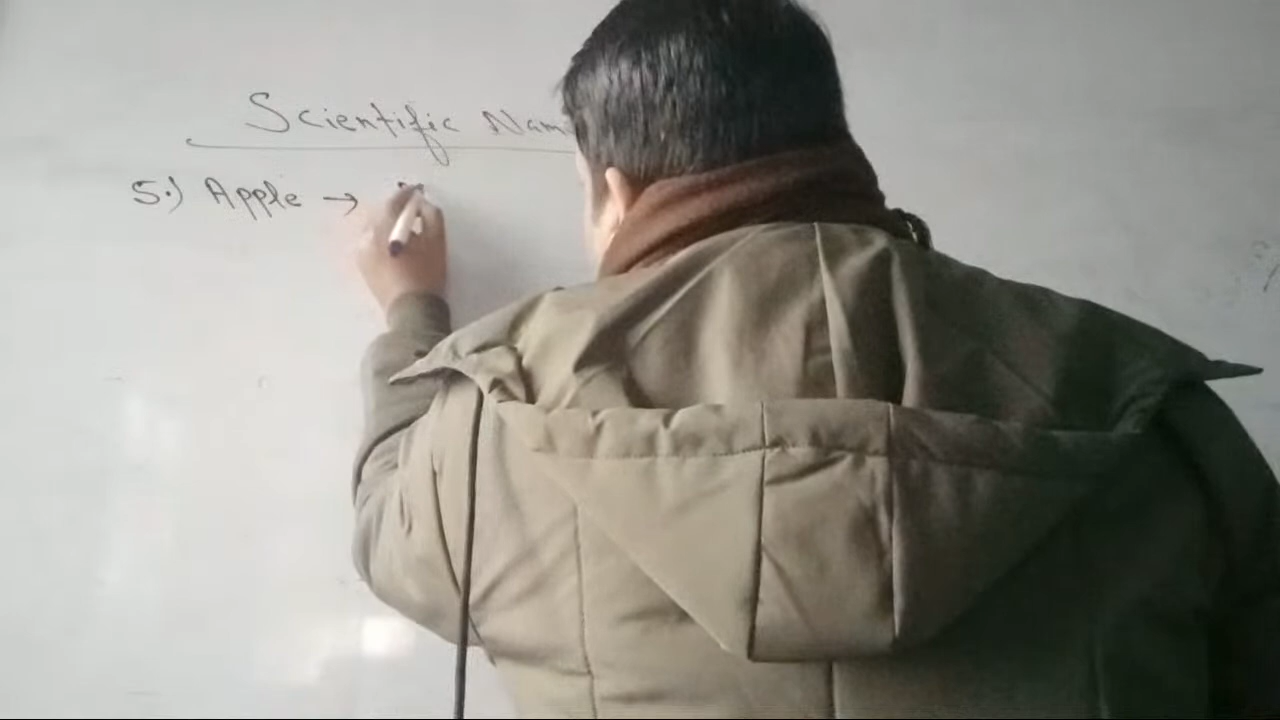 Scientific Nam
5.) Apple →